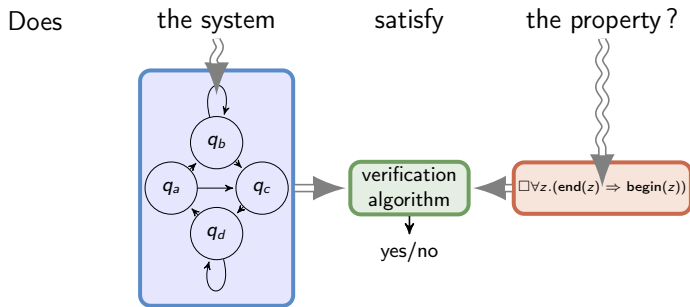 Does the system satisfy the property ?
q_b
q_a
q_c
q_d
verification
algorithm
yes/no
□∀z.(end(z) ⇒ begin(z))